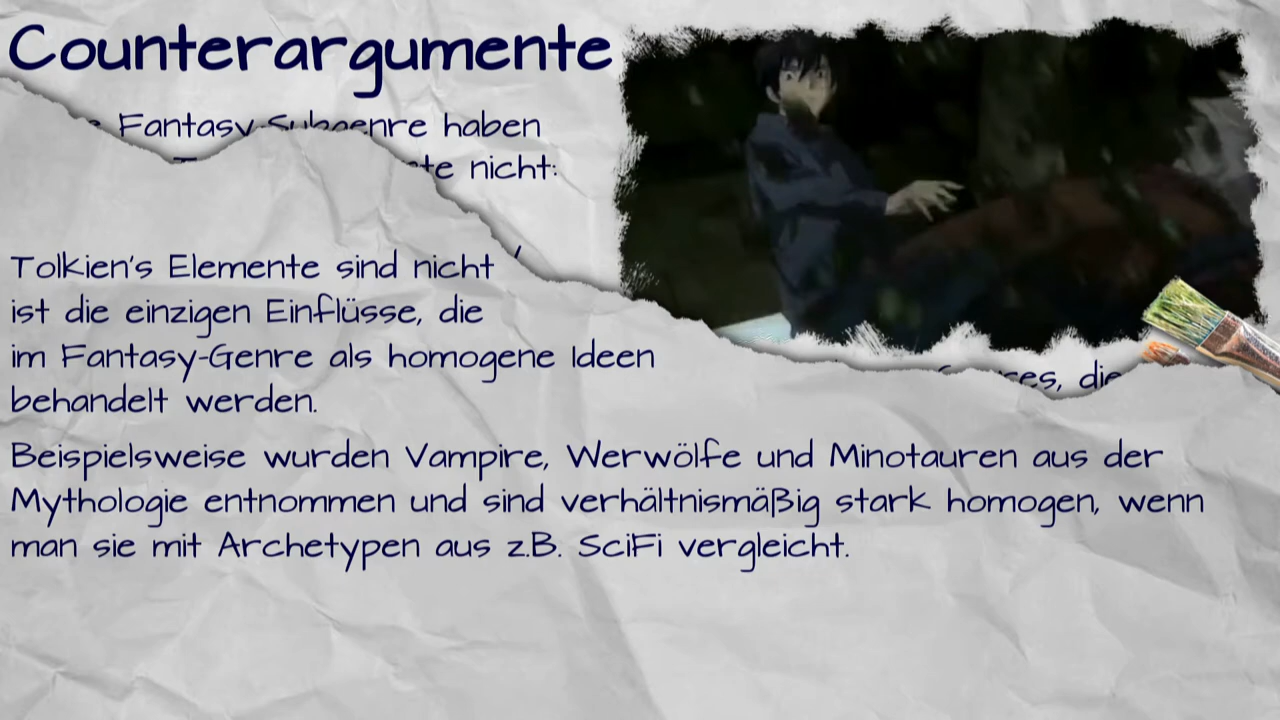 Counterargumente
Fantasy-Subgenre haben
nicht:
Tolkien's Elemente sind nicht
ist die einzigen Einflüsse, die
im Fantasy-Genre als homogene Ideen
behandelt werden.
die
Beispielsweise wurden Vampire, Werwölfe und Minotauren aus der
Mythologie entnommen und sind verhältnismäßig stark homogen, wenn
man sie mit Archetypen aus z.B. SciFi vergleicht.